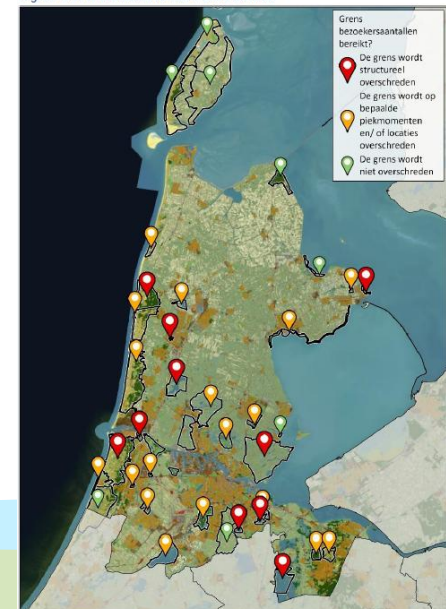 Grens
bezoekersaantallen
bereikt?
De grens wordt
structureel
overschreden
De grens wordt op
bepaalde
piekmomenten
en/ of locaties
overschreden
De grens wordt
niet overschreden